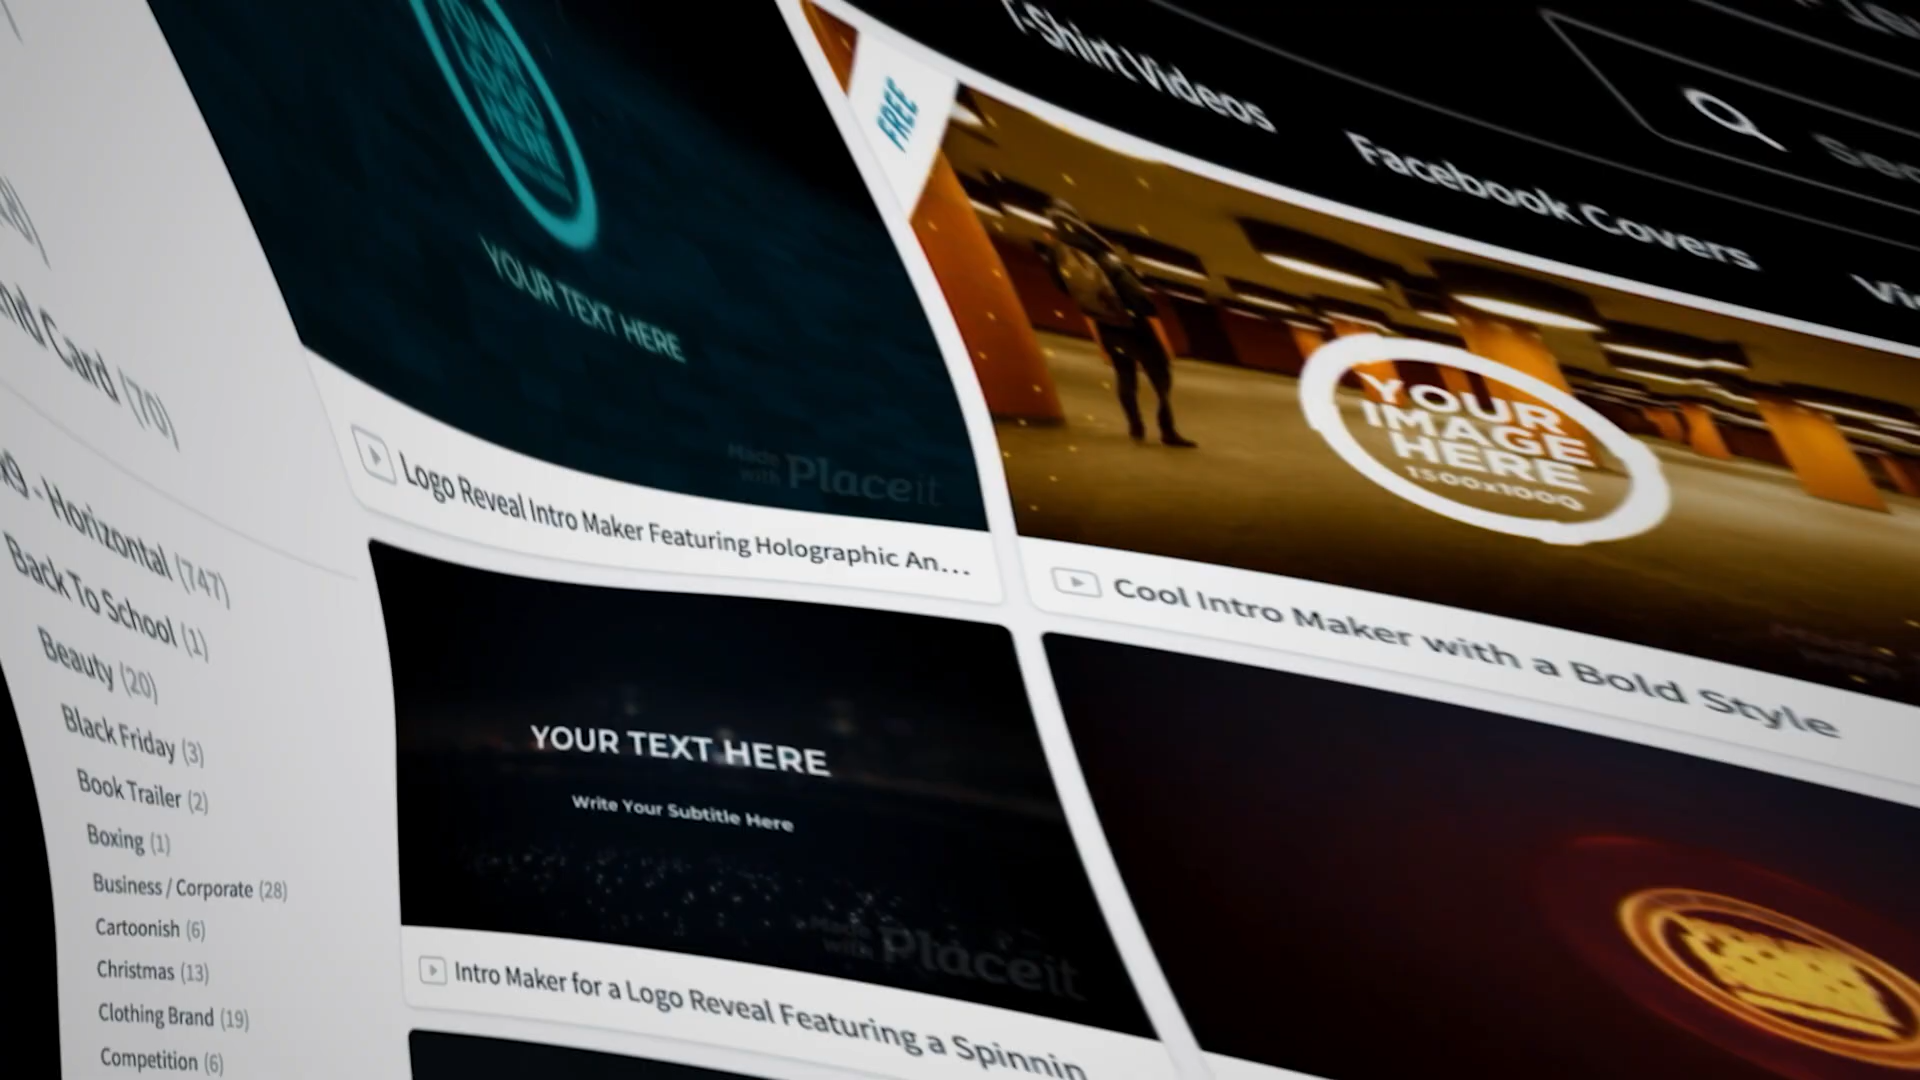 T-Shirt Videos
Facebook Covers
FREE
YOUR
LOGO
HERE
YOUR TEXT HERE
Made with Placeit
Logo Reveal Intro Maker Featuring Holographic An...
YOUR
IMAGE
HERE
1500x1000
Cool Intro Maker with a Bold Style
YOUR TEXT HERE
Write Your Subtitle Here
Made with Placeit
Intro Maker for a Logo Reveal Featuring a Spinnin
Card (70)
- Horizontal (747)
Back To School (1)
Beauty (20)
Black Friday (3)
Book Trailer (2)
Boxing (1)
Business / Corporate (28)
Cartoonish (6)
Christmas (13)
Clothing Brand (19)
Competition (6)